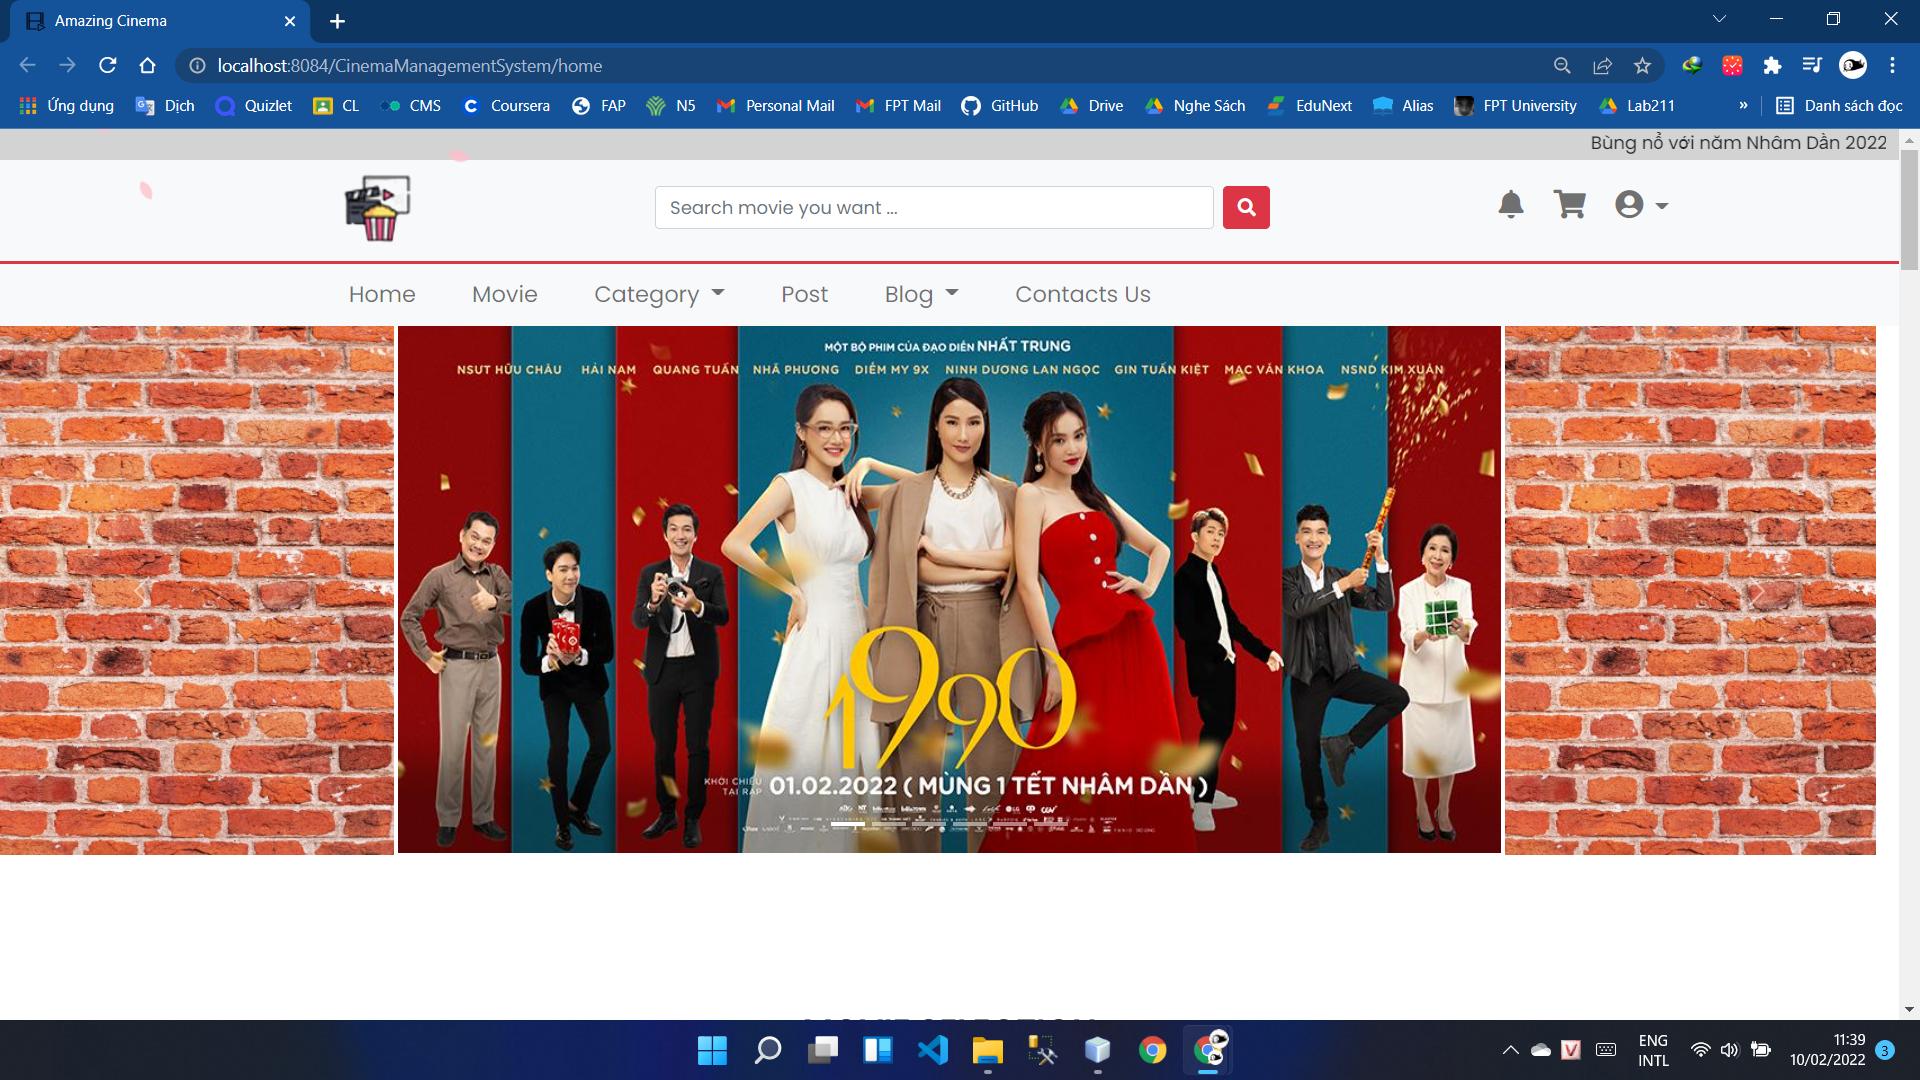 Amazing Cinema
localhost:8084/CinemaManagementSystem/home
Ứng dụng Dịch Quizlet CL CMS Coursera FAP N5 Personal Mail FPT Mail GitHub Drive Nghe Sách EduNext Alias FPT University Lab211 » Danh sách đọc
Bùng nổ với năm Nhâm Dần 2022
Search movie you want ...
Home Movie Category Post Blog Contacts Us
MỘT BỘ PHIM CỦA ĐẠO DIỄN NHẤT TRUNG
NSƯT HỮU CHÂU HẢI NAM QUANG TUẤN NHÃ PHƯƠNG DIỄM MY 9X NINH DƯƠNG LAN NGỌC GIN TUẤN KIỆT MẠC VĂN KHOA NSND KIM XUÂN
1990
KHỞI CHIẾU
TẠI RẠP 01.02.2022 ( MÙNG 1 TẾT NHÂM DẦN )
MOVIE SELECTION
ENG
INTL
11:39
10/02/2022
3